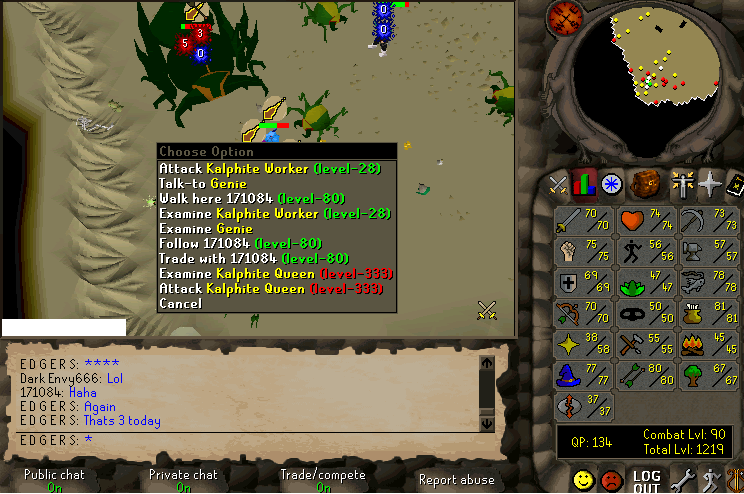 0
3
5
0
0
Choose Option
Attack Kalphite Worker (level-28)
Talk-to Genie
Walk here 171084 (level-80)
Examine Kalphite Worker (level-28)
Examine Genie
Follow 171084 (level-80)
Trade with 171084 (level-80)
Examine Kalphite Queen (level-333)
Attack Kalphite Queen (level-333)
Cancel
E D G E R S: ****
Dark Envy666: Lol
171084: Haha
E D G E R S: Again
E D G E R S: Thats 3 today
E D G E R S: *
Public chat
On
Private chat
On
Trade/compete
On
Report abuse
70 70 74 74 73 73
75 75 56 56 57 57
69 69 47 47 78 78
70 70 50 50 81 81
38 58 55 55 45 45
77 77 80 80 67 67
37 37
QP: 134
Combat Lvl: 90
Total Lvl: 1219
LOG
OUT